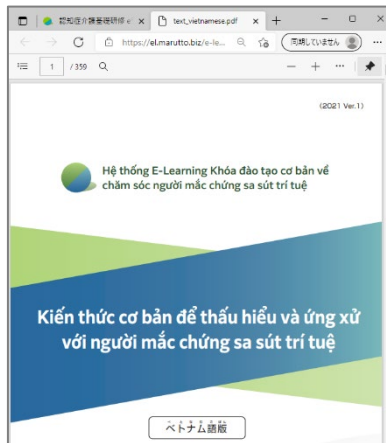 認知症介護基礎研修 e
text_vietnamese.pdf
https://el.marutto.biz/e-le...
同期していません
1 / 359
(2021 Ver.1)
Hệ thống E-Learning Khóa đào tạo cơ bản về
chăm sóc người mắc chứng sa sút trí tuệ
Kiến thức cơ bản để thấu hiểu và ứng xử
với người mắc chứng sa sút trí tuệ
ベトナム語版